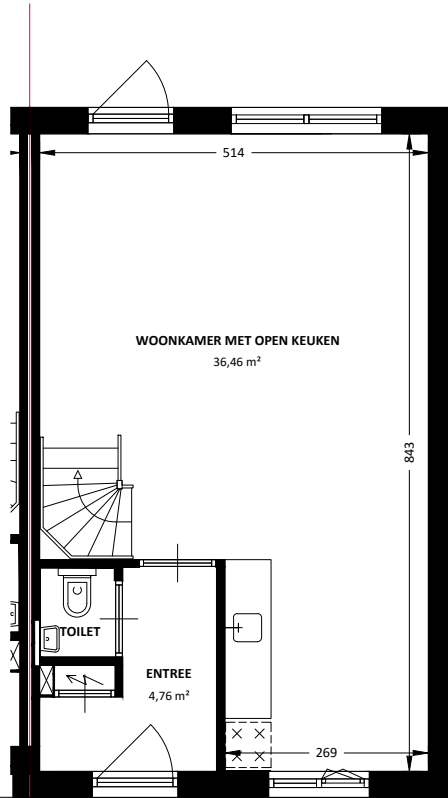 514
WOONKAMER MET OPEN KEUKEN
36,46 m²
843
TOILET
ENTREE
4,76 m²
269